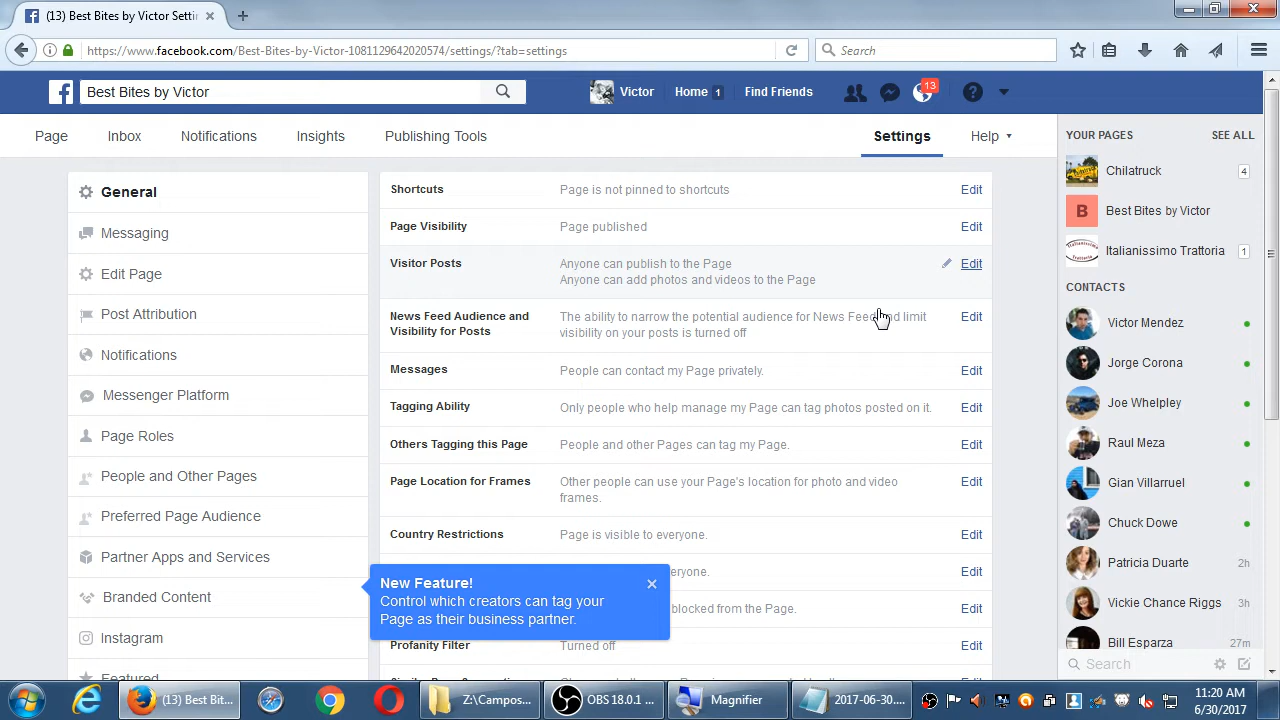 (13) Best Bites by Victor Setti
https://www.facebook.com/Best-Bites-by-Victor-1081129642020574/settings/?tab=settings
Search
Best Bites by Victor
Victor
Home 1
Find Friends
13
Page
Inbox
Notifications
Insights
Publishing Tools
Settings
Help
General
Messaging
Edit Page
Post Attribution
Notifications
Messenger Platform
Page Roles
People and Other Pages
Preferred Page Audience
Partner Apps and Services
Branded Content
Instagram
Featured
Shortcuts
Page is not pinned to shortcuts
Edit
Page Visibility
Page published
Edit
Visitor Posts
Anyone can publish to the Page
Anyone can add photos and videos to the Page
Edit
News Feed Audience and
Visibility for Posts
The ability to narrow the potential audience for News Feed and limit
visibility on your posts is turned off
Edit
Messages
People can contact my Page privately.
Edit
Tagging Ability
Only people who help manage my Page can tag photos posted on it.
Edit
Others Tagging this Page
People and other Pages can tag my Page.
Edit
Page Location for Frames
Other people can use your Page's location for photo and video
frames.
Edit
Country Restrictions
Page is visible to everyone.
Edit
eryone.
Edit
blocked from the Page.
Edit
Profanity Filter
Turned off
Edit
New Feature!
Control which creators can tag your
Page as their business partner.
YOUR PAGES
SEE ALL
Chilatruck
4
B
Best Bites by Victor
Italianissimo Trattoria
1
CONTACTS
Victor Mendez
Jorge Corona
Joe Whelpley
Raul Meza
Gian Villarruel
Chuck Dowe
Patricia Duarte
2h
Vickie Chance Riggs
3h
Bill Esparza
27m
Search
(13) Best Bit...
Z:\Campos...
OBS 18.0.1 ...
Magnifier
2017-06-30....
11:20 AM
6/30/2017